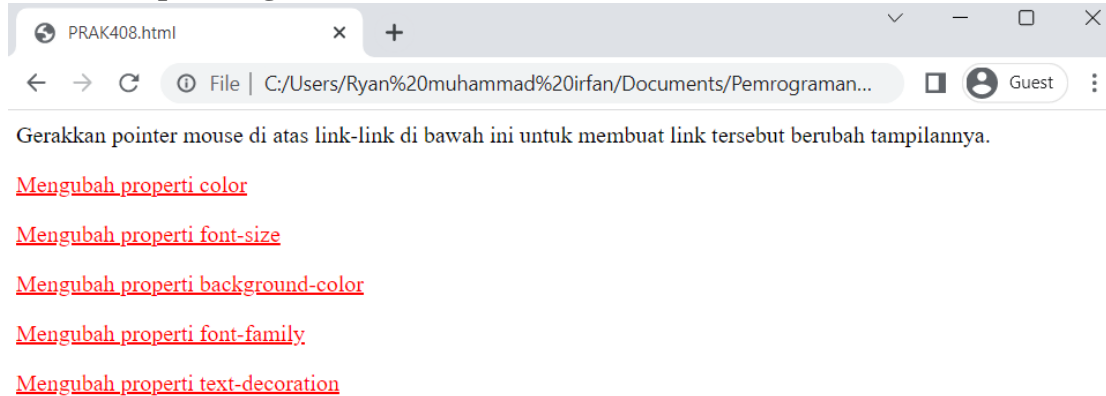 PRAK408.html
File | C:/Users/Ryan%20muhammad%20irfan/Documents/Pemrograman... Guest
Gerakkan pointer mouse di atas link-link di bawah ini untuk membuat link tersebut berubah tampilannya.
Mengubah properti color
Mengubah properti font-size
Mengubah properti background-color
Mengubah properti font-family
Mengubah properti text-decoration